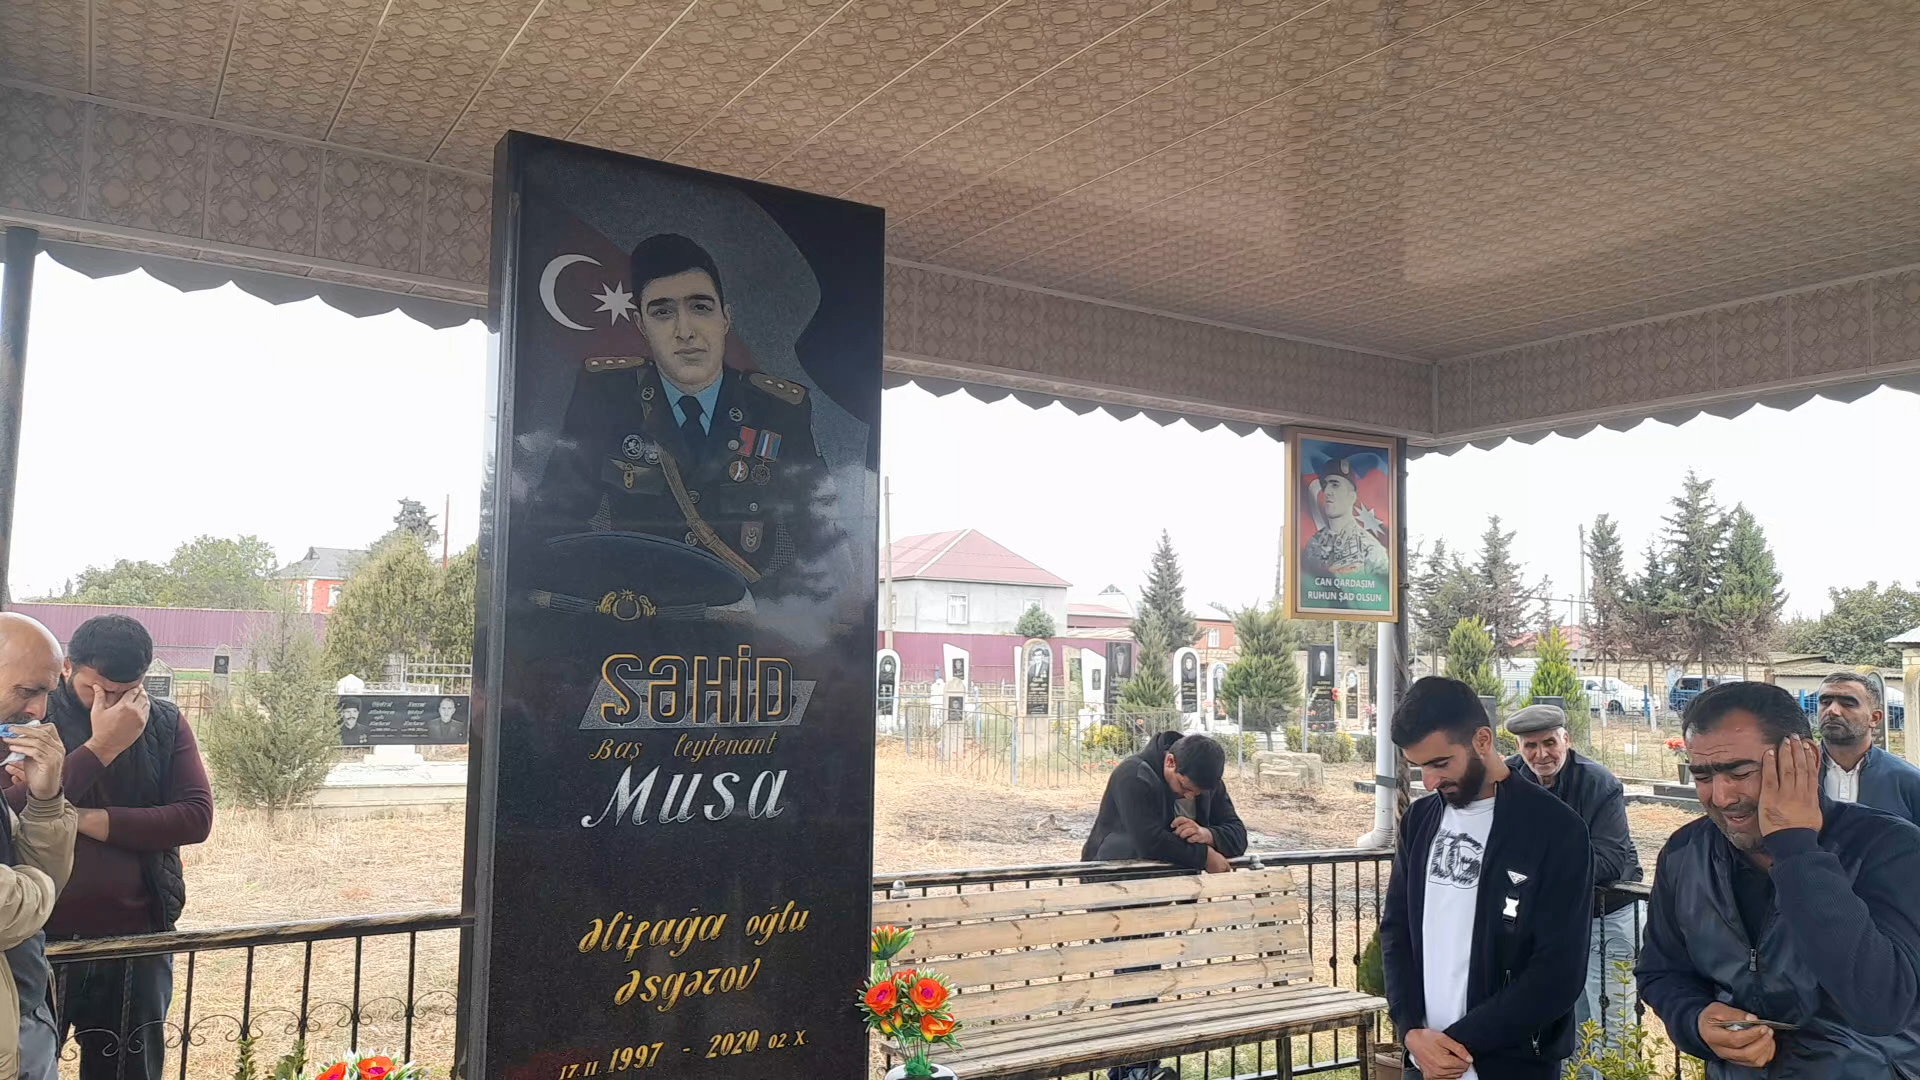 ŞƏHİD
Baş leytenant
Musa
Əlifağa oğlu
Əsgərov
17.II.1997 - 2020.02.X.
CAN QARDAŞIM
RUHUN ŞAD OLSUN